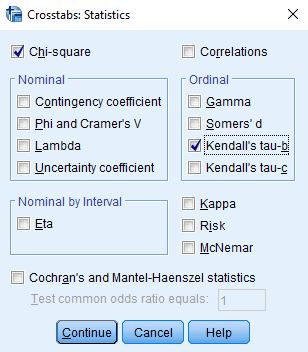 Crosstabs: Statistics
Chi-square
Correlations
Nominal
Contingency coefficient
Phi and Cramer's V
Lambda
Uncertainty coefficient
Ordinal
Gamma
Somers' d
Kendall's tau-b
Kendall's tau-c
Nominal by Interval
Eta
Kappa
Risk
McNemar
Cochran's and Mantel-Haenszel statistics
Test common odds ratio equals: 1
Continue Cancel Help